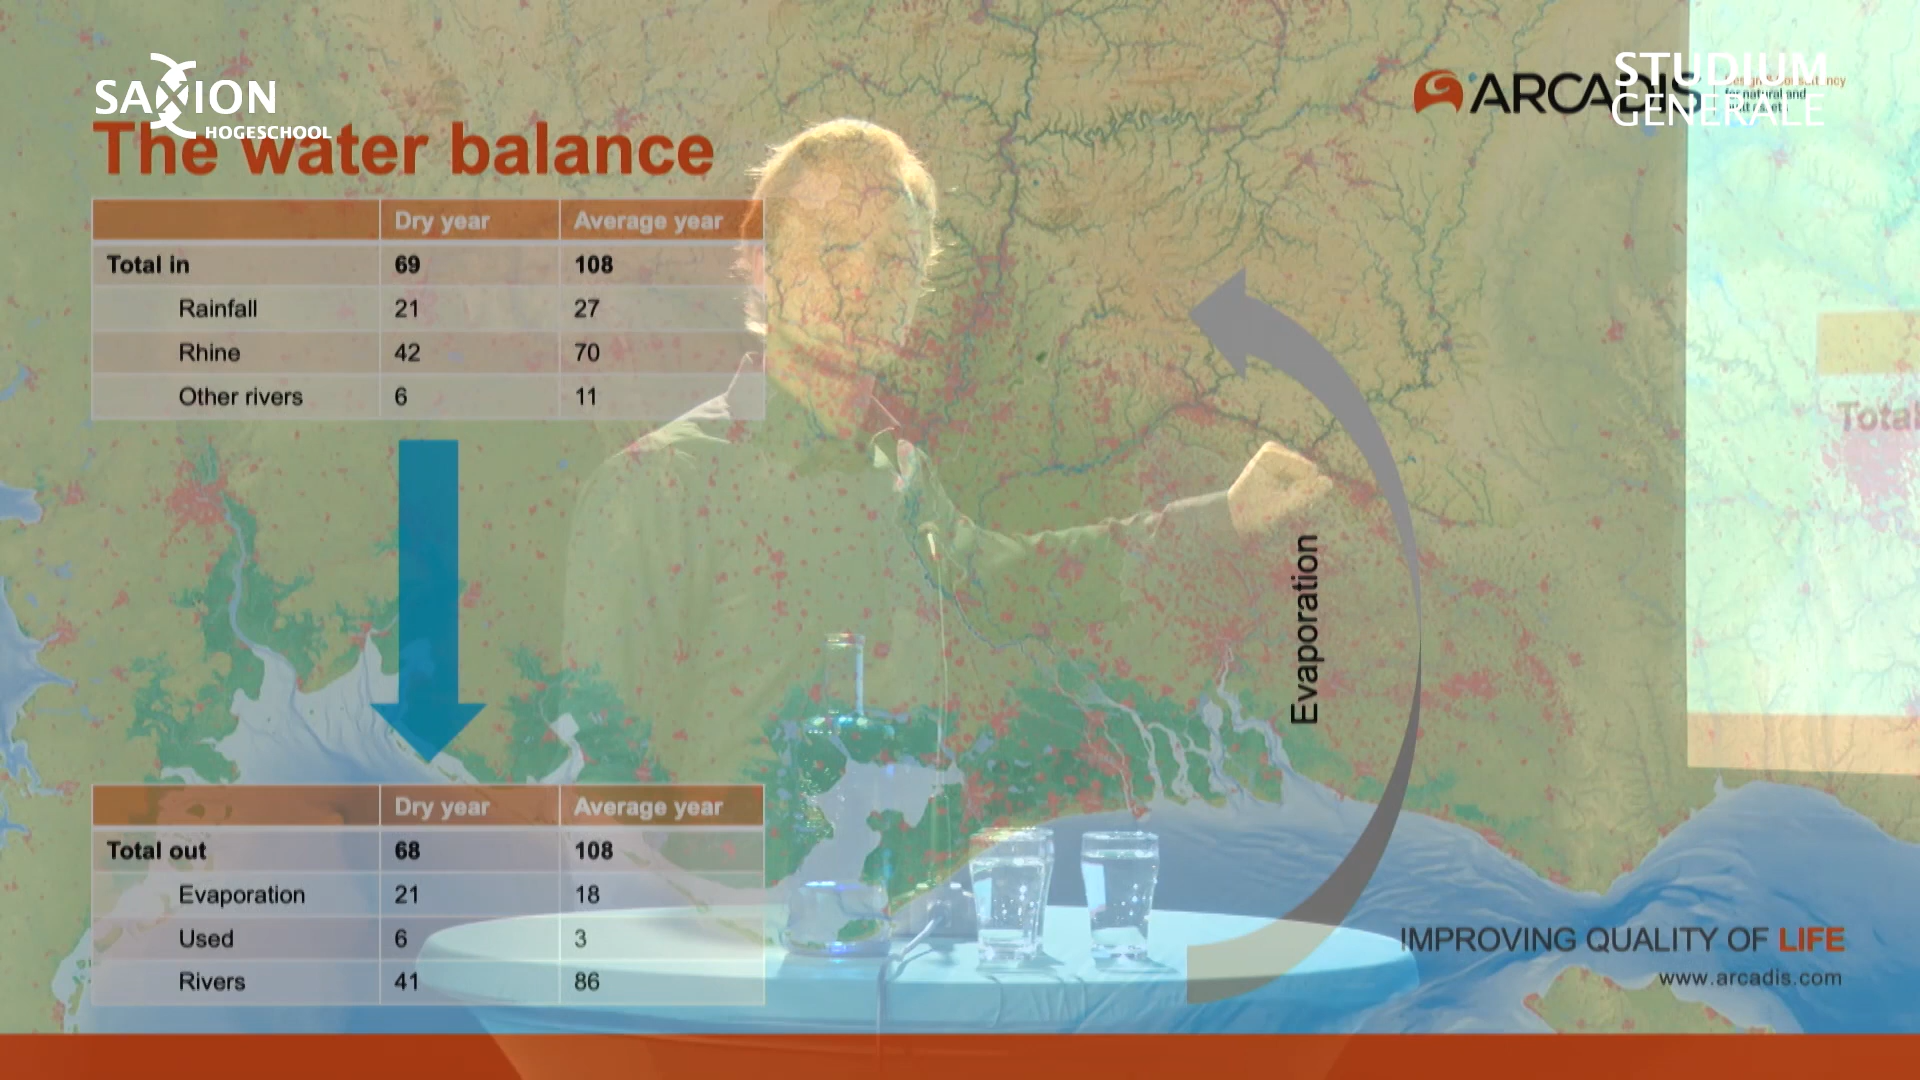 SAXION
HOGESCHOOL
STUDIUM
GENERALE
ARCADIS
The water balance
Dry year Average year
Total in 69 108
Rainfall 21 27
Rhine 42 70
Other rivers 6 11
Total
Evaporation
Dry year Average year
Total out 68 108
Evaporation 21 18
Used 6 3
Rivers 41 86
IMPROVING QUALITY OF LIFE
www.arcadis.com